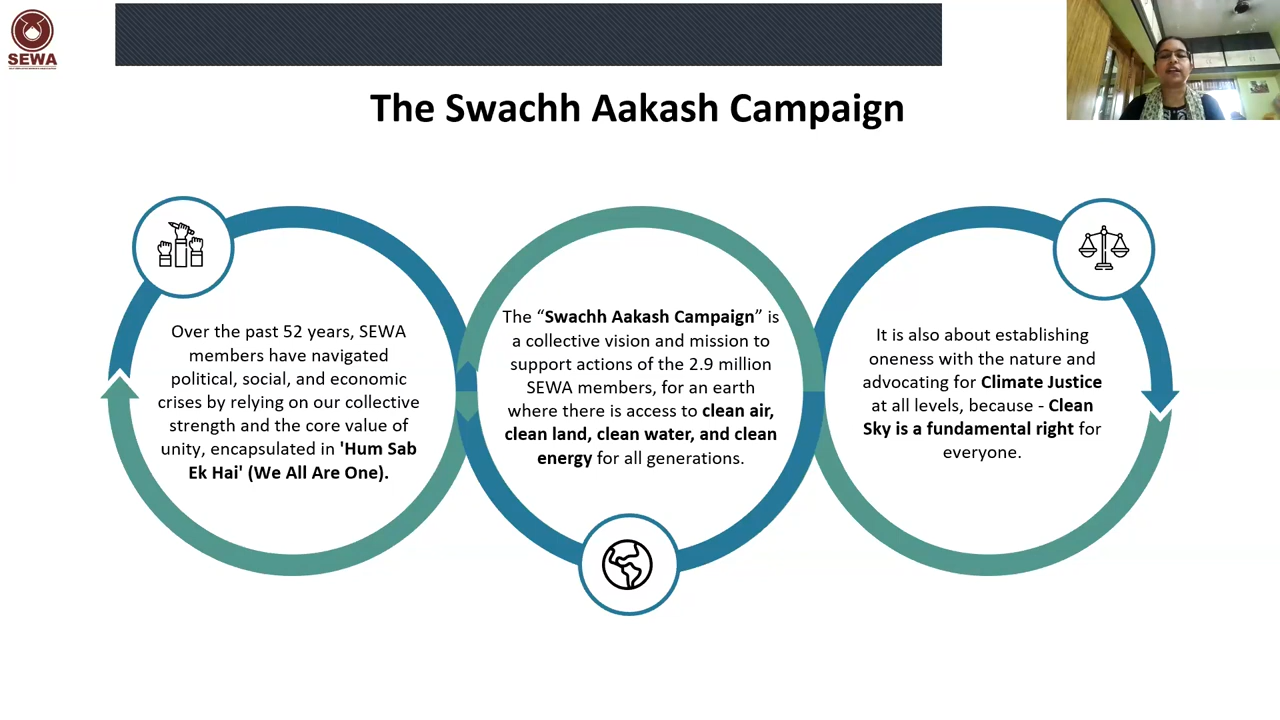 SEWA
The Swachh Aakash Campaign
Over the past 52 years, SEWA
members have navigated
political, social, and economic
crises by relying on our collective
strength and the core value of
unity, encapsulated in 'Hum Sab
Ek Hai' (We All Are One).
The “Swachh Aakash Campaign” is
a collective vision and mission to
support actions of the 2.9 million
SEWA members, for an earth
where there is access to clean air,
clean land, clean water, and clean
energy for all generations.
It is also about establishing
oneness with the nature and
advocating for Climate Justice
at all levels, because - Clean
Sky is a fundamental right for
everyone.